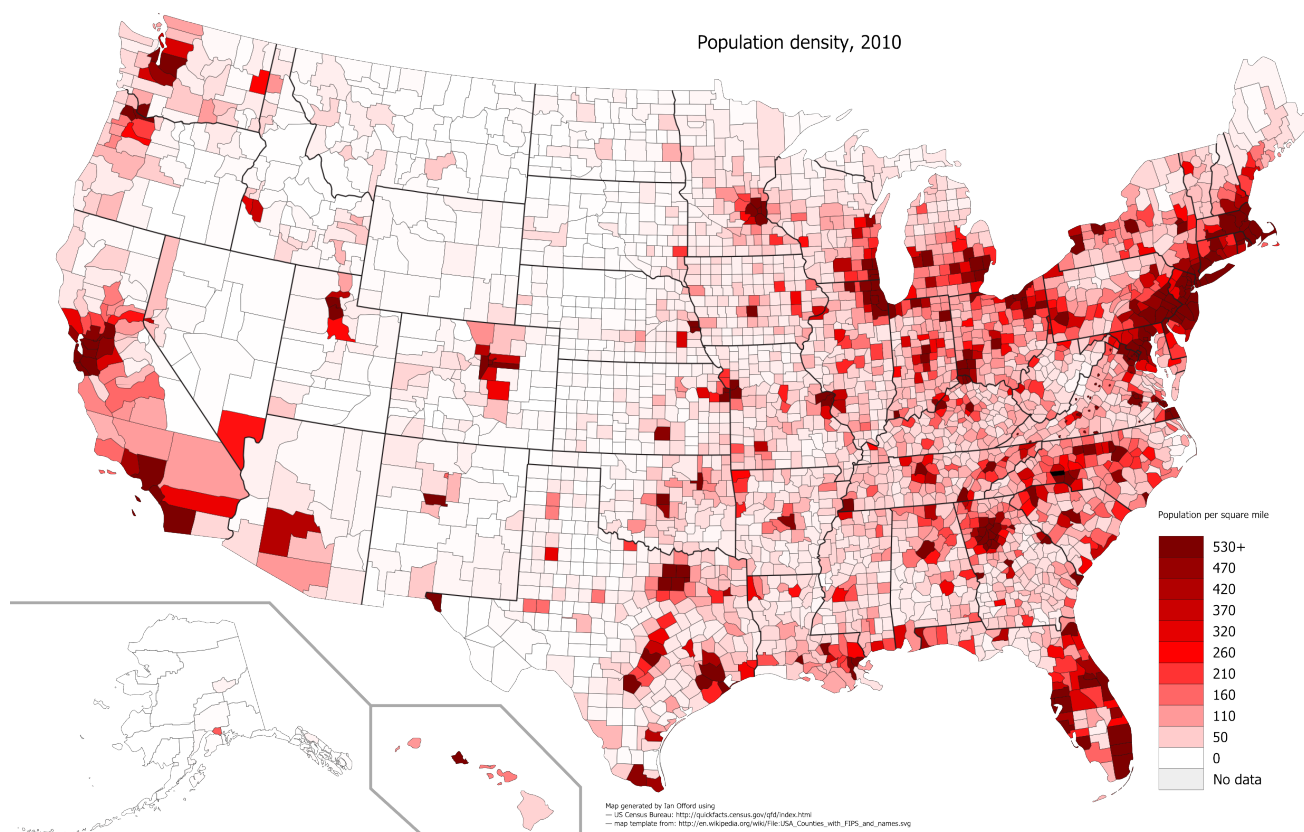 Population density, 2010
Population per square mile
530+
470
420
370
320
260
210
160
110
50
0
No data
Map generated by Ian Offord using
— US Census Bureau: http://quickfacts.census.gov/qfd/index.html
— map template from: http://en.wikipedia.org/wiki/File:USA_Counties_with_FIPS_and_names.svg